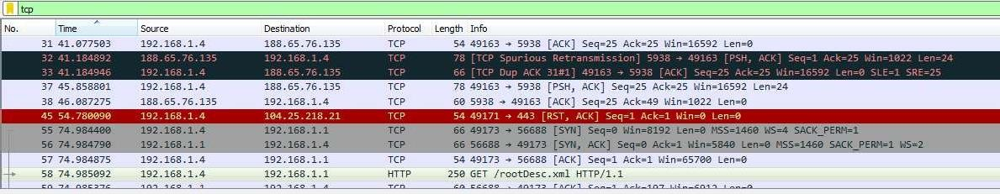 tcp
No. Time Source Destination Protocol Length Info
31 41.077503 192.168.1.4 188.65.76.135 TCP 54 49163 → 5938 [ACK] Seq=25 Ack=25 Win=16592 Len=0
32 41.184892 188.65.76.135 192.168.1.4 TCP 78 [TCP Spurious Retransmission] 5938 → 49163 [PSH, ACK] Seq=1 Ack=25 Win=1022 Len=24
33 41.184946 192.168.1.4 188.65.76.135 TCP 66 [TCP Dup ACK 31#1] 49163 → 5938 [ACK] Seq=25 Ack=25 Win=16592 Len=0 SLE=1 SRE=25
37 45.858801 192.168.1.4 188.65.76.135 TCP 78 49163 → 5938 [PSH, ACK] Seq=25 Ack=25 Win=16592 Len=24
38 46.087275 188.65.76.135 192.168.1.4 TCP 60 5938 → 49163 [ACK] Seq=25 Ack=49 Win=1022 Len=0
45 54.780090 192.168.1.4 104.25.218.21 TCP 54 49171 → 443 [RST, ACK] Seq=1 Ack=1 Win=0 Len=0
55 74.984400 192.168.1.4 192.168.1.1 TCP 66 49173 → 56688 [SYN] Seq=0 Win=8192 Len=0 MSS=1460 WS=4 SACK_PERM=1
56 74.984790 192.168.1.1 192.168.1.4 TCP 66 56688 → 49173 [SYN, ACK] Seq=0 Ack=1 Win=5840 Len=0 MSS=1460 SACK_PERM=1 WS=2
57 74.984875 192.168.1.4 192.168.1.1 TCP 54 49173 → 56688 [ACK] Seq=1 Ack=1 Win=65700 Len=0
58 74.985092 192.168.1.4 192.168.1.1 HTTP 250 GET /rootDesc.xml HTTP/1.1
59 74.985376 192.168.1.1 192.168.1.4 TCP 60 56688 → 49173 [ACK] Seq=1 Ack=197 Win=6912 Len=0